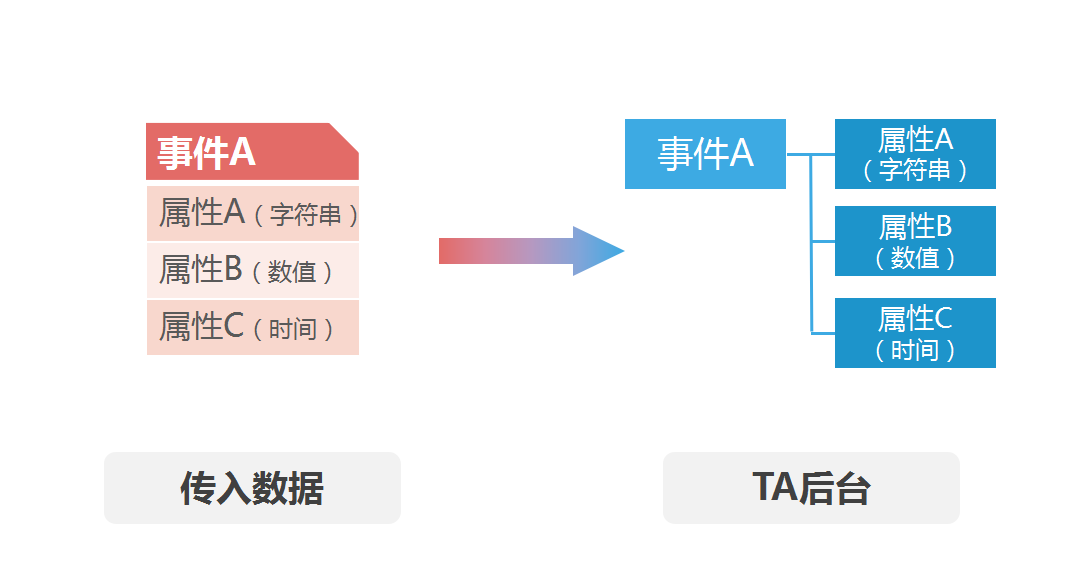 事件A
属性A（字符串）
属性B（数值）
属性C（时间）
传入数据
事件A
属性A
（字符串）
属性B
（数值）
属性C
（时间）
TA后台